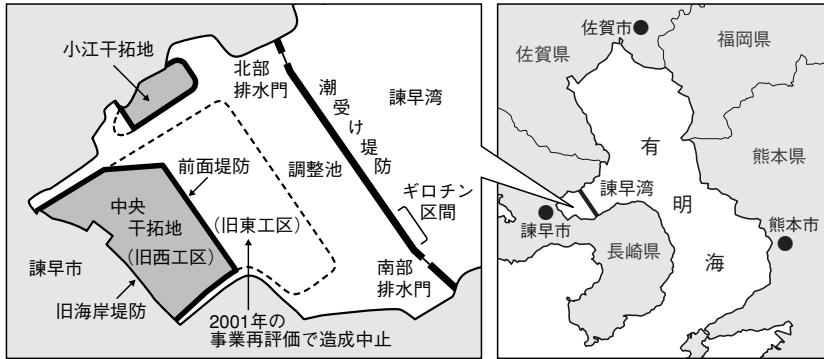 小江干拓地
北部
排水門
潮受け堤防
諫早湾
前面堤防
調整池
中央
干拓地
（旧西工区）
（旧東工区）
ギロチン
区間
諫早市
旧海岸堤防
南部
排水門
2001年の
事業再評価で造成中止
佐賀市
佐賀県
福岡県
熊本県
有明海
諫早湾
諫早市
長崎県
熊本市